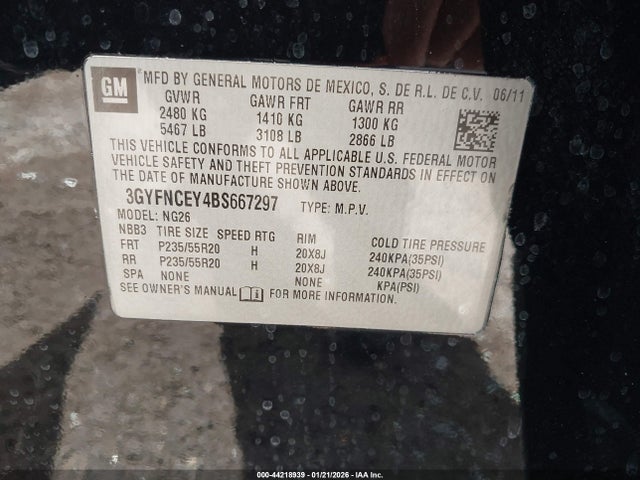 GM MFD BY GENERAL MOTORS DE MEXICO, S. DE R.L. DE C.V. 06/11
GVWR GAWR FRT GAWR RR
2480 KG 1410 KG 1300 KG
5467 LB 3108 LB 2866 LB
THIS VEHICLE CONFORMS TO ALL APPLICABLE U.S. FEDERAL MOTOR
VEHICLE SAFETY AND THEFT PREVENTION STANDARDS IN EFFECT ON
THE DATE OF MANUFACTURE SHOWN ABOVE.
3GYFNCEY4BS667297 TYPE: M.P.V.
MODEL: NG26
NBB3 TIRE SIZE SPEED RTG RIM COLD TIRE PRESSURE
FRT P235/55R20 H 20X8J 240KPA(35PSI)
RR P235/55R20 H 20X8J 240KPA(35PSI)
SPA NONE NONE KPA(PSI)
SEE OWNER'S MANUAL FOR MORE INFORMATION.
000-44218939 - 01/21/2026 - IAA Inc.